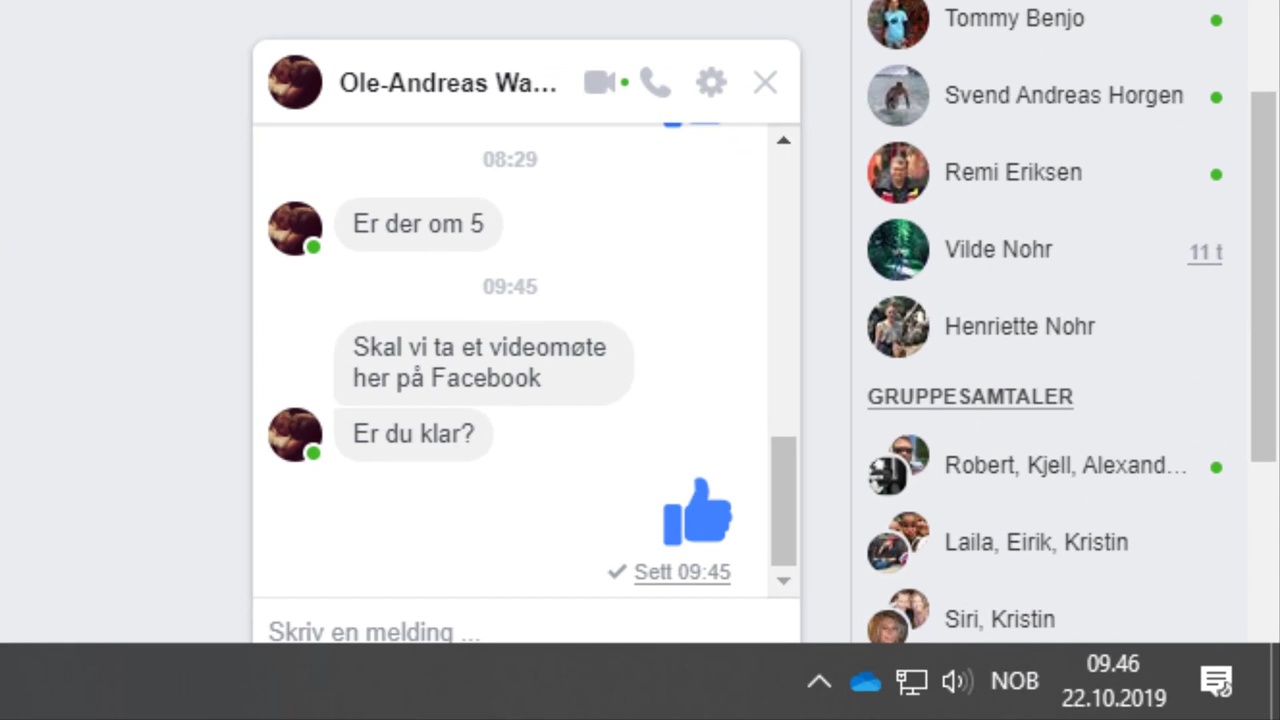 Ole-Andreas Wa...
08:29
Er der om 5
09:45
Skal vi ta et videomøte
her på Facebook
Er du klar?
Sett 09:45
Skriv en melding ...
Tommy Benjo
Svend Andreas Horgen
Remi Eriksen
Vilde Nohr
11 t
Henriette Nohr
GRUPPESAMTALER
Robert, Kjell, Alexand...
Laila, Eirik, Kristin
Siri, Kristin
NOB
09.46
22.10.2019